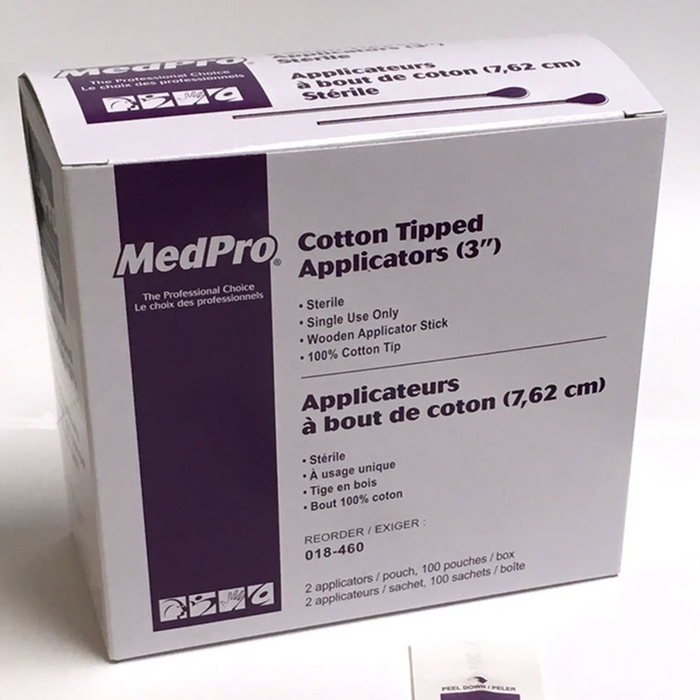 MedPro®
The Professional Choice
Le choix des professionnels
Applicators (3")
Sterile
Applicateurs
à bout de coton (7,62 cm)
Stérile
MedPro®
The Professional Choice
Le choix des professionnels
Cotton Tipped
Applicators (3")
• Sterile
• Single Use Only
• Wooden Applicator Stick
• 100% Cotton Tip
Applicateurs
à bout de coton (7,62 cm)
• Stérile
• À usage unique
• Tige en bois
• Bout 100% coton
REORDER / EXIGER :
018-460
2 applicators / pouch, 100 pouches / box
2 applicateurs / sachet, 100 sachets / boîte
PEEL DOWN / PELER